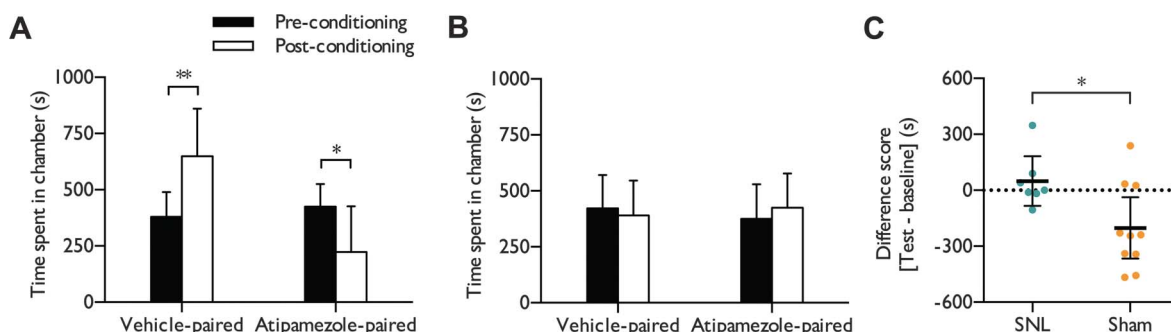 A
Pre-conditioning
Post-conditioning
Time spent in chamber (s)
1000
750
500
250
0
**
*
Vehicle-paired
Atipamezole-paired
B
Time spent in chamber (s)
1000
750
500
250
0
Vehicle-paired
Atipamezole-paired
C
Difference score
[Test - baseline] (s)
600
300
0
-300
-600
*
SNL
Sham